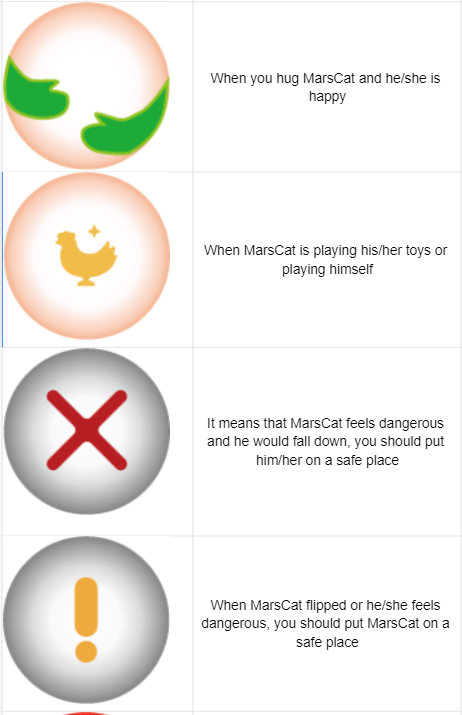 When you hug MarsCat and he/she is
happy
When MarsCat is playing his/her toys or
playing himself
It means that MarsCat feels dangerous
and he would fall down, you should put
him/her on a safe place
When MarsCat flipped or he/she feels
dangerous, you should put MarsCat on a
safe place